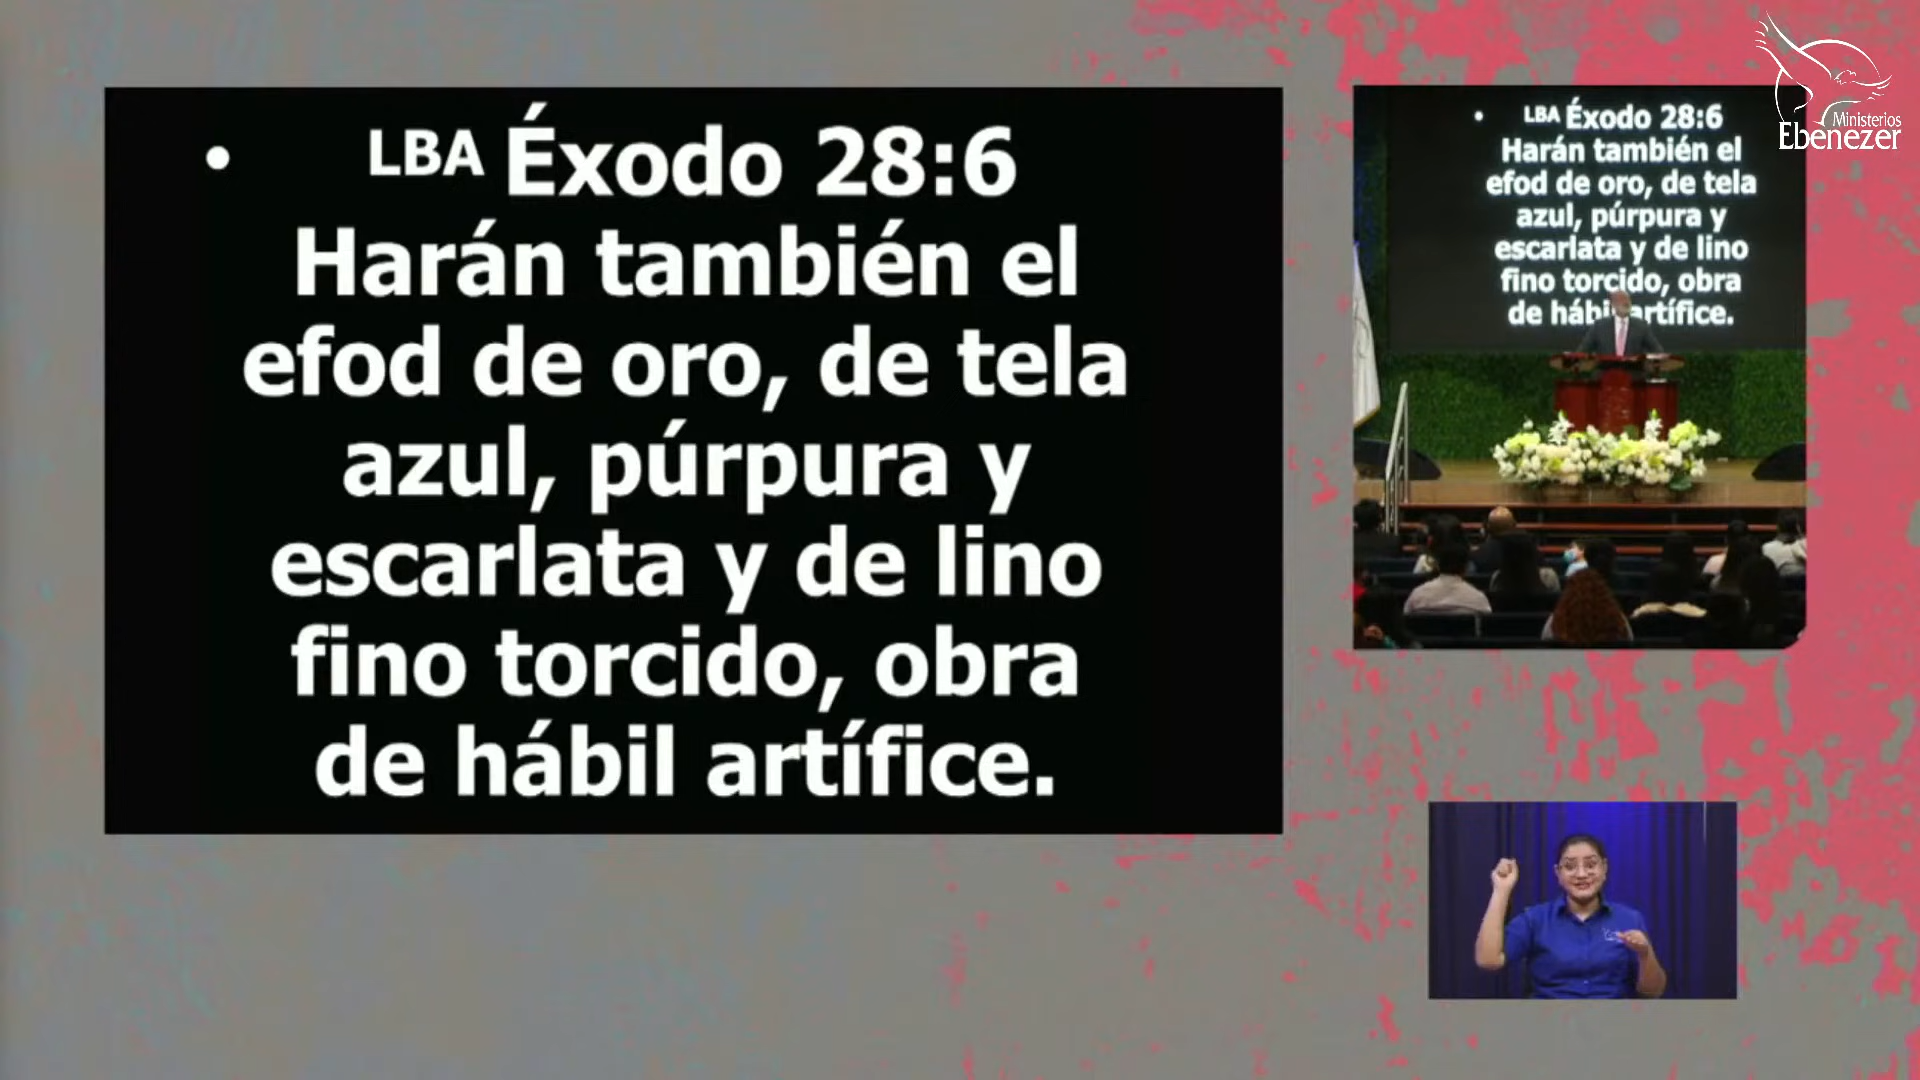 • LBA Éxodo 28:6
Harán también el
efod de oro, de tela
azul, púrpura y
escarlata y de lino
fino torcido, obra
de hábil artífice.
Ministerios
Ebenezer
• LBA Éxodo 28:6
Harán también el
efod de oro, de tela
azul, púrpura y
escarlata y de lino
fino torcido, obra
de hábil artífice.